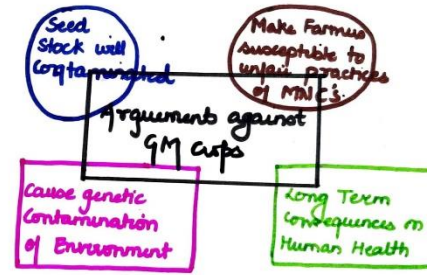 Seed
Stock will
contaminated
Make Farmers
susceptible to
unfair practices
of MNC's
Arguments against
GM Crops
Cause genetic
Contamination
of Environment
Long Term
Consequences on
Human Health